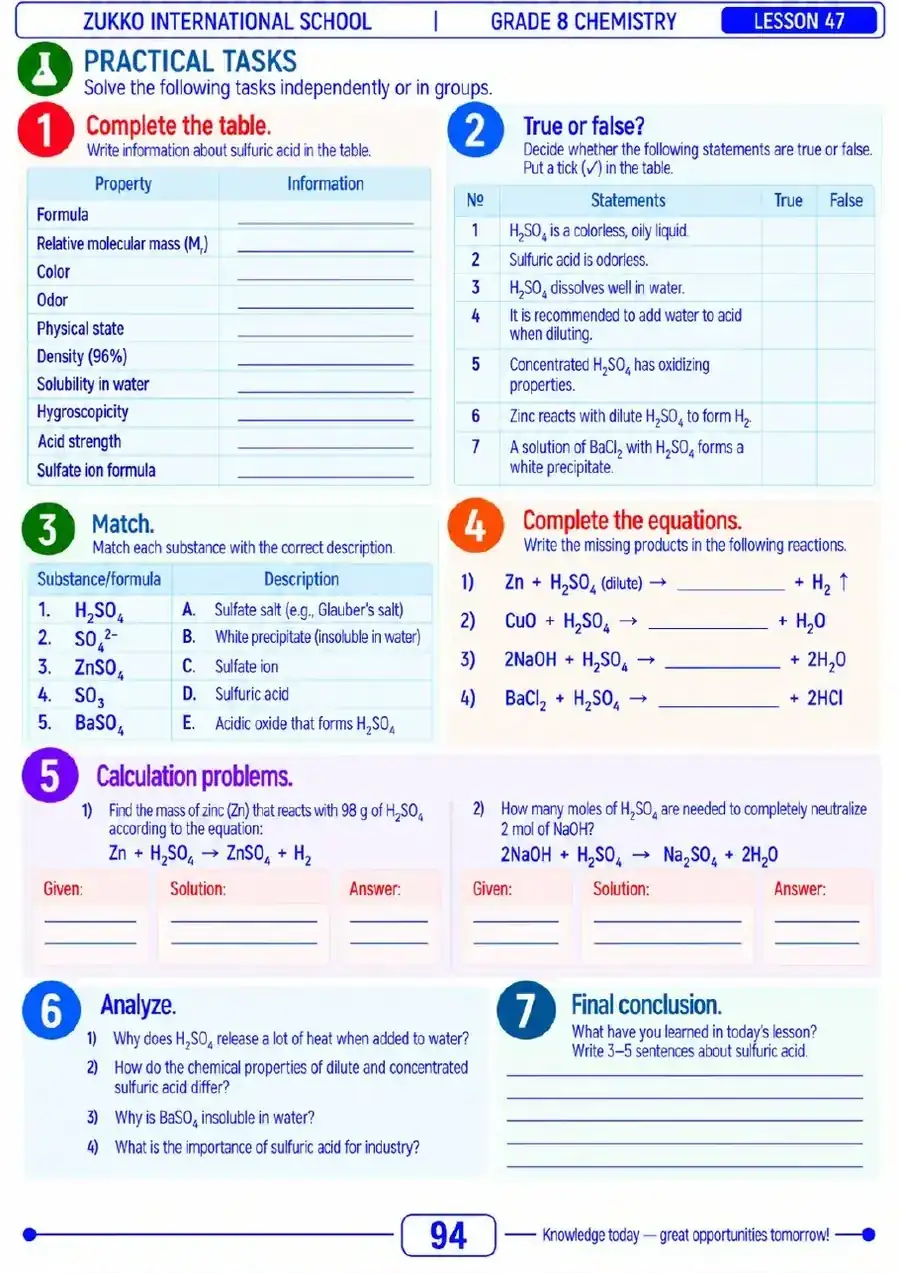 ZUKKO INTERNATIONAL SCHOOL | GRADE 8 CHEMISTRY LESSON 47
PRACTICAL TASKS
Solve the following tasks independently or in groups.
1 Complete the table.
Write information about sulfuric acid in the table.
Property Information
Formula
Relative molecular mass (Mᵣ)
Color
Odor
Physical state
Density (96%)
Solubility in water
Hygroscopicity
Acid strength
Sulfate ion formula
2 True or false?
Decide whether the following statements are true or false.
Put a tick (✓) in the table.
№ Statements True False
1 H₂SO₄ is a colorless, oily liquid.
2 Sulfuric acid is odorless.
3 H₂SO₄ dissolves well in water.
4 It is recommended to add water to acid
when diluting.
5 Concentrated H₂SO₄ has oxidizing
properties.
6 Zinc reacts with dilute H₂SO₄ to form H₂.
7 A solution of BaCl₂ with H₂SO₄ forms a
white precipitate.
3 Match.
Match each substance with the correct description.
Substance/formula Description
1. H₂SO₄ A. Sulfate salt (e.g., Glauber's salt)
2. SO₄²⁻ B. White precipitate (insoluble in water)
3. ZnSO₄ C. Sulfate ion
4. SO₃ D. Sulfuric acid
5. BaSO₄ E. Acidic oxide that forms H₂SO₄
4 Complete the equations.
Write the missing products in the following reactions.
1) Zn + H₂SO₄ (dilute) → ____________ + H₂ ↑
2) CuO + H₂SO₄ → ____________ + H₂O
3) 2NaOH + H₂SO₄ → ____________ + 2H₂O
4) BaCl₂ + H₂SO₄ → ____________ + 2HCl
5 Calculation problems.
1) Find the mass of zinc (Zn) that reacts with 98 g of H₂SO₄
according to the equation:
Zn + H₂SO₄ → ZnSO₄ + H₂
Given: Solution: Answer:
2) How many moles of H₂SO₄ are needed to completely neutralize
2 mol of NaOH?
2NaOH + H₂SO₄ → Na₂SO₄ + 2H₂O
Given: Solution: Answer:
6 Analyze.
1) Why does H₂SO₄ release a lot of heat when added to water?
2) How do the chemical properties of dilute and concentrated
sulfuric acid differ?
3) Why is BaSO₄ insoluble in water?
4) What is the importance of sulfuric acid for industry?
7 Final conclusion.
What have you learned in today's lesson?
Write 3–5 sentences about sulfuric acid.
94
Knowledge today — great opportunities tomorrow!